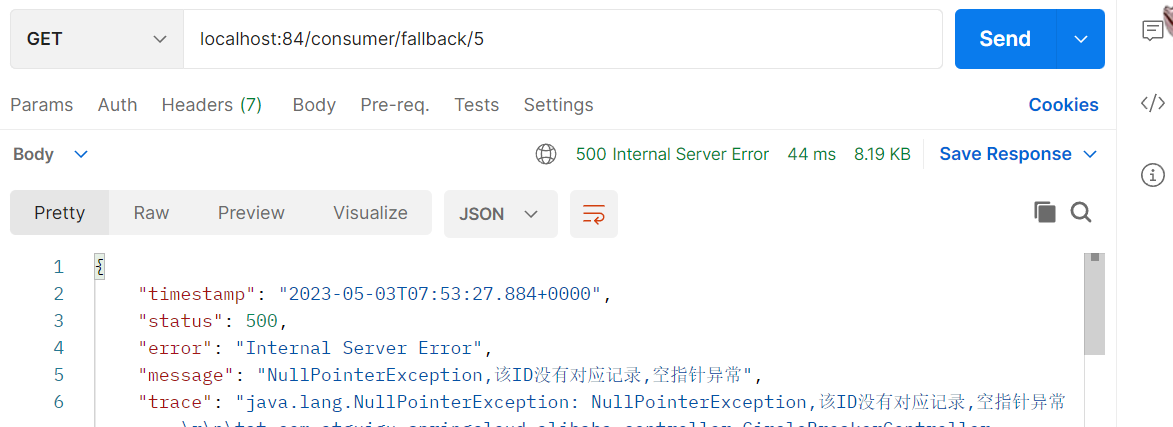 GET localhost:84/consumer/fallback/5 Send
Params Auth Headers (7) Body Pre-req. Tests Settings Cookies
Body 500 Internal Server Error 44 ms 8.19 KB Save Response
Pretty Raw Preview Visualize JSON
1 {
2 "timestamp": "2023-05-03T07:53:27.884+0000",
3 "status": 500,
4 "error": "Internal Server Error",
5 "message": "NullPointerException,该ID没有对应记录,空指针异常",
6 "trace": "java.lang.NullPointerException: NullPointerException,该ID没有对应记录,空指针异常